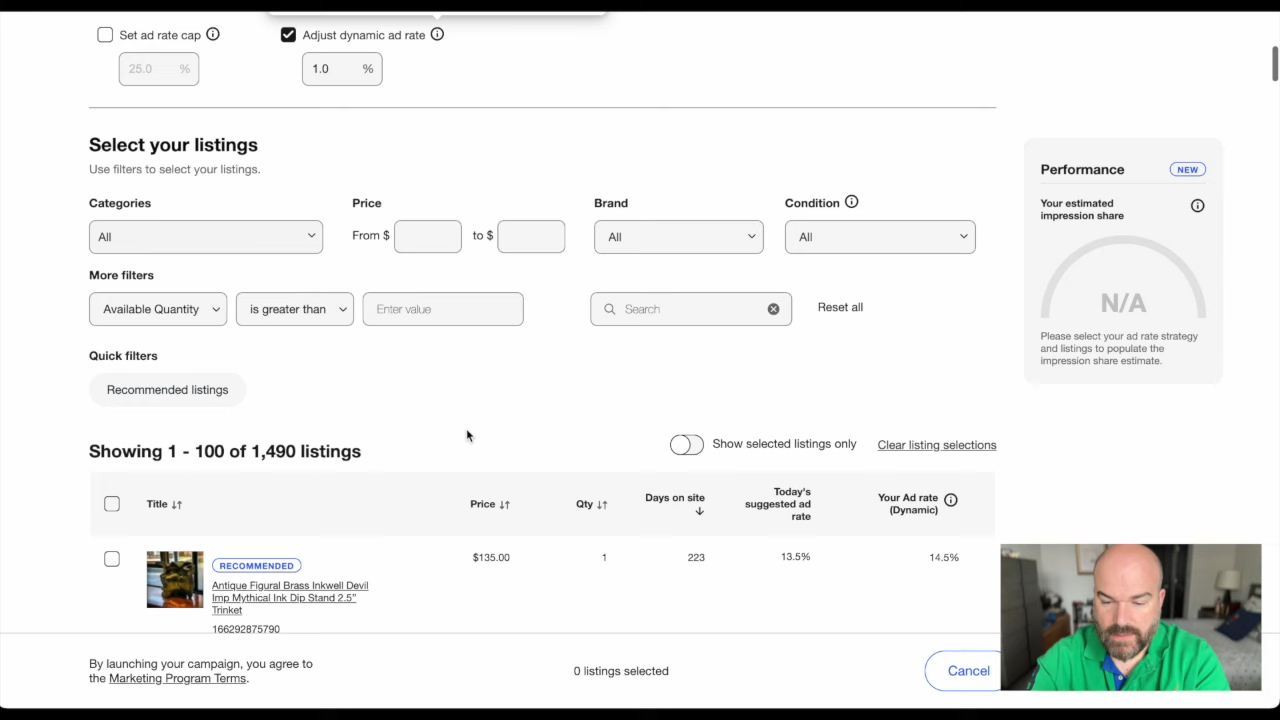 Set ad rate cap
Adjust dynamic ad rate
25.0 %
1.0 %
Select your listings
Use filters to select your listings.
Categories
Price
Brand
Condition
All
From $
to $
All
All
More filters
Available Quantity
is greater than
Enter value
Search
Reset all
Quick filters
Recommended listings
Performance
NEW
Your estimated
impression share
N/A
Please select your ad rate strategy
and listings to populate the
impression share estimate.
Showing 1 - 100 of 1,490 listings
Show selected listings only
Clear listing selections
Title
Price
Qty
Days on site
Today's
suggested ad
rate
Your Ad rate
(Dynamic)
RECOMMENDED
Antique Figural Brass Inkwell Devil
Imp Mythical Ink Dip Stand 2.5”
Trinket
166292875790
$135.00
1
223
13.5%
14.5%
By launching your campaign, you agree to
the Marketing Program Terms.
0 listings selected
Cancel